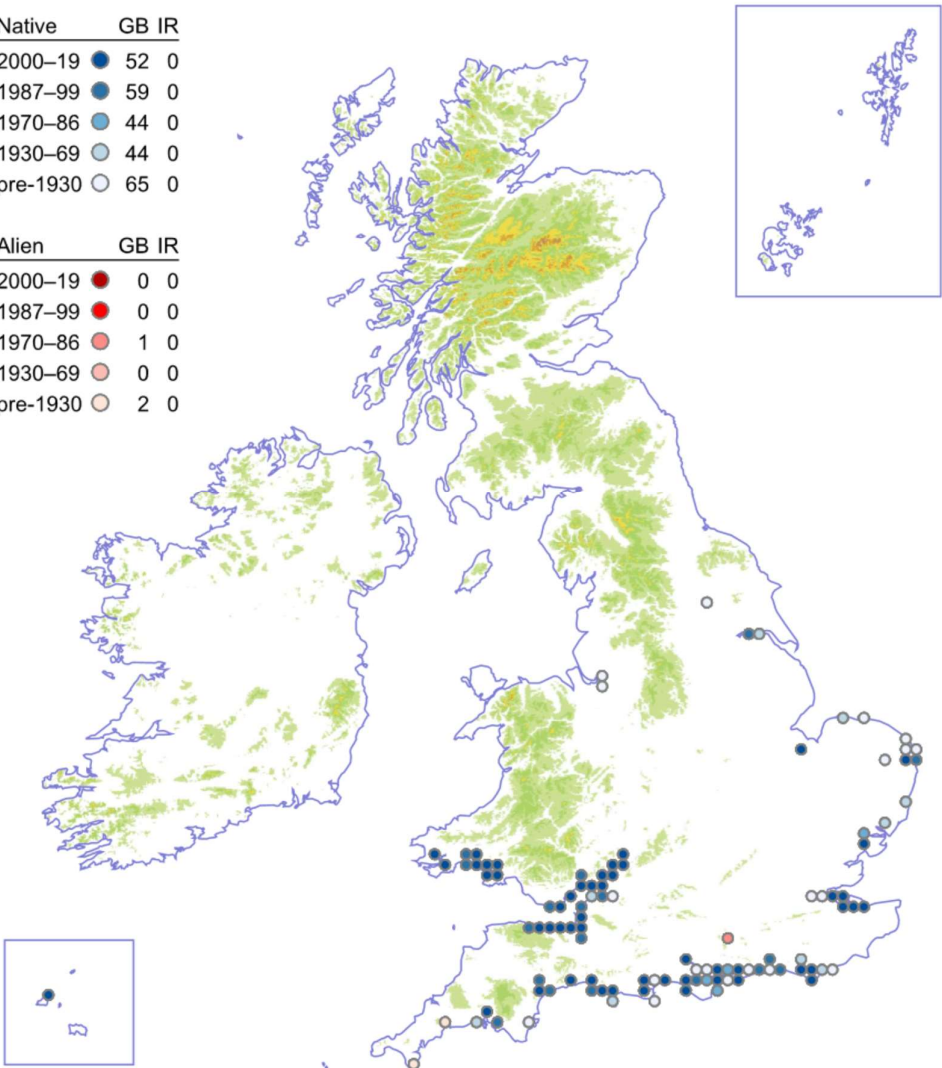 Native GB IR
2000–19 52 0
1987–99 59 0
1970–86 44 0
1930–69 44 0
pre-1930 65 0
Alien GB IR
2000–19 0 0
1987–99 0 0
1970–86 1 0
1930–69 0 0
pre-1930 2 0